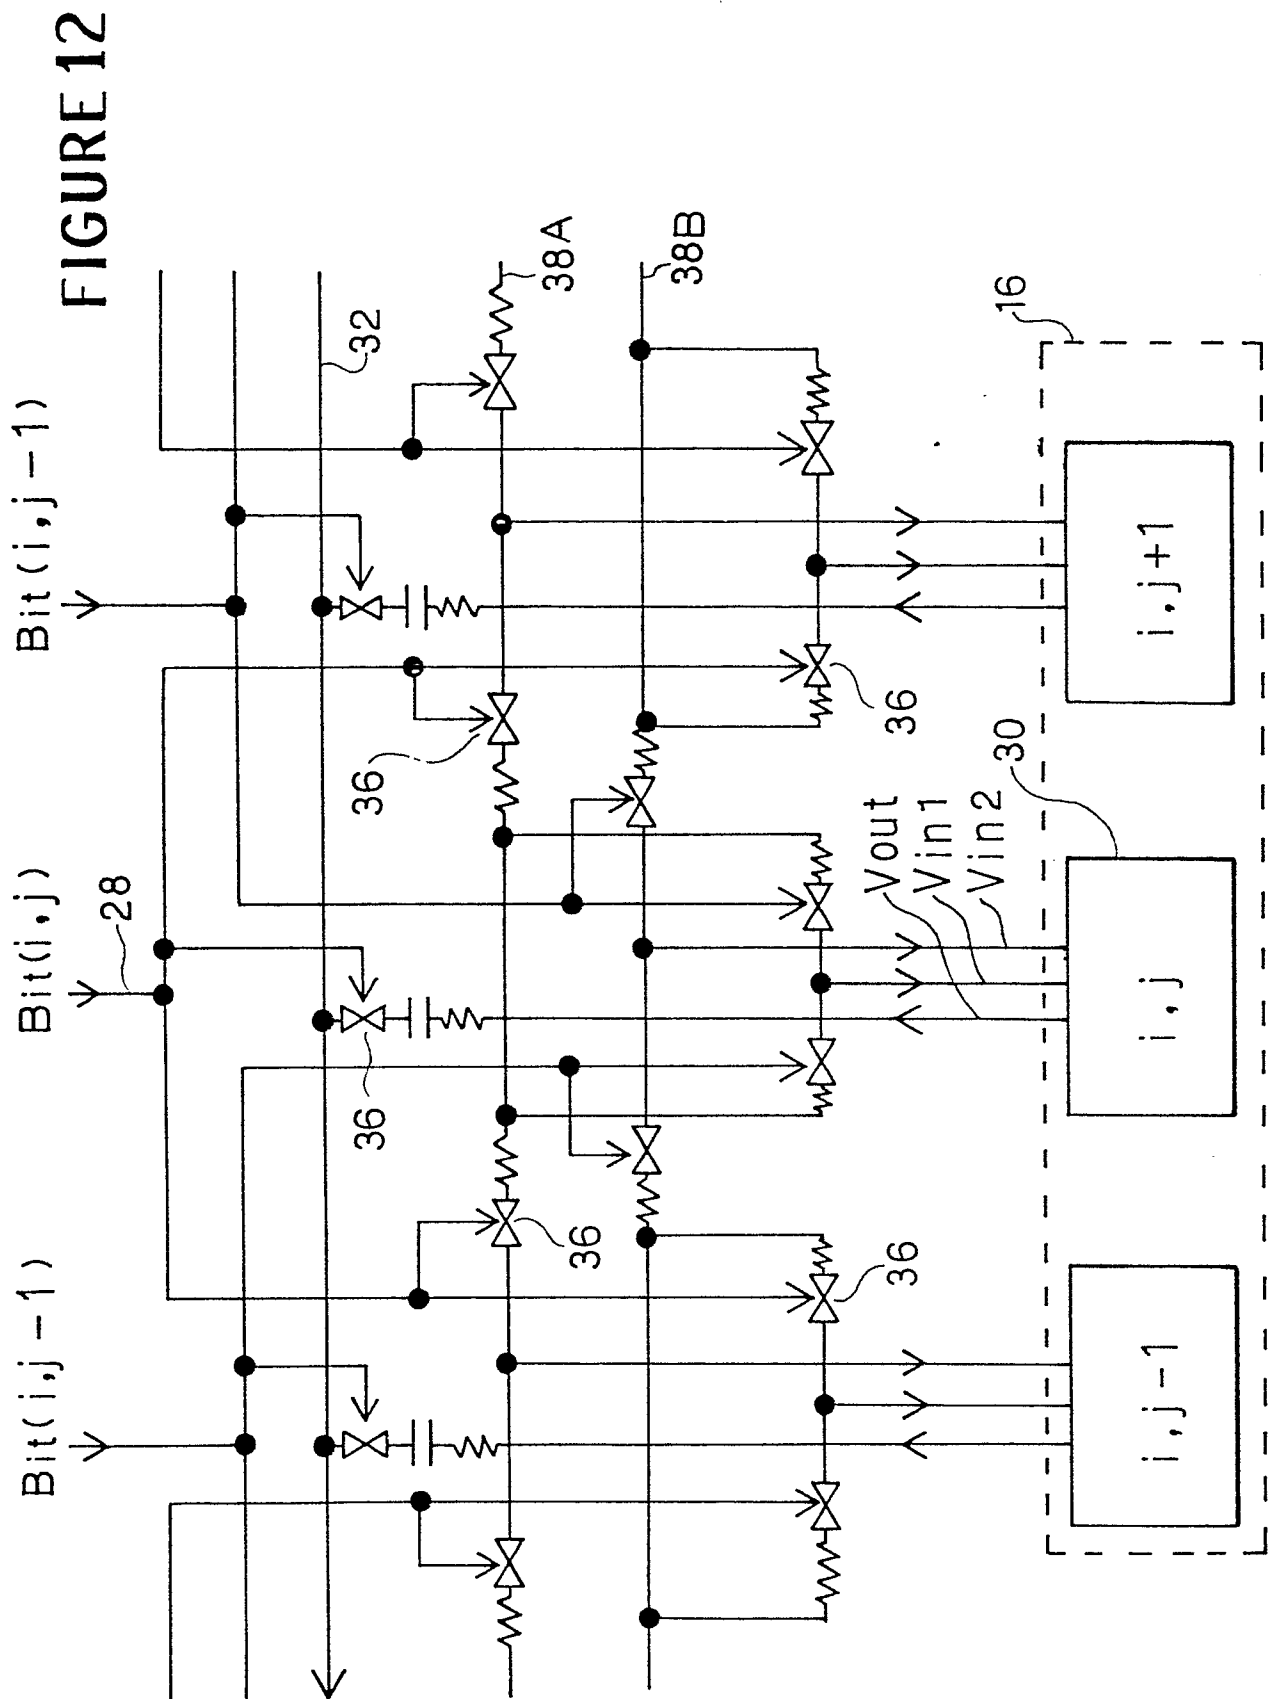 FIGURE 12
Bit(i,j-1)
Bit(i,j)
Bit(i,j-1)
28
32
38A
38B
36
36
36
36
36
Vout
Vin1
Vin2
30
16
i,j-1
i,j
i,j+1